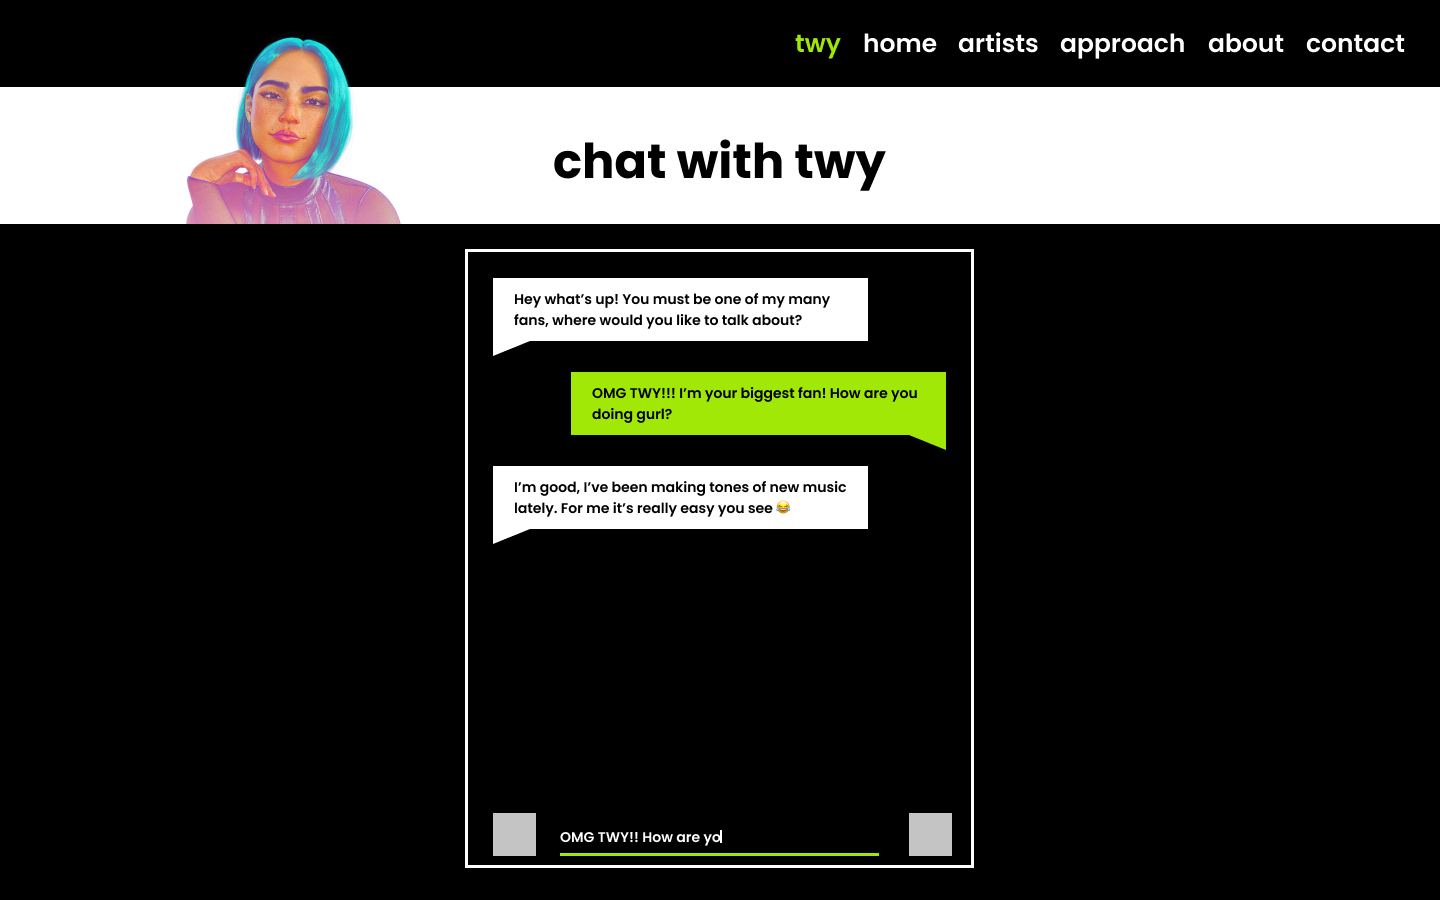 twy home artists approach about contact
chat with twy
Hey what’s up! You must be one of my many
fans, where would you like to talk about?
OMG TWY!!! I’m your biggest fan! How are you
doing gurl?
I’m good, I’ve been making tones of new music
lately. For me it’s really easy you see 😂
OMG TWY!! How are yo